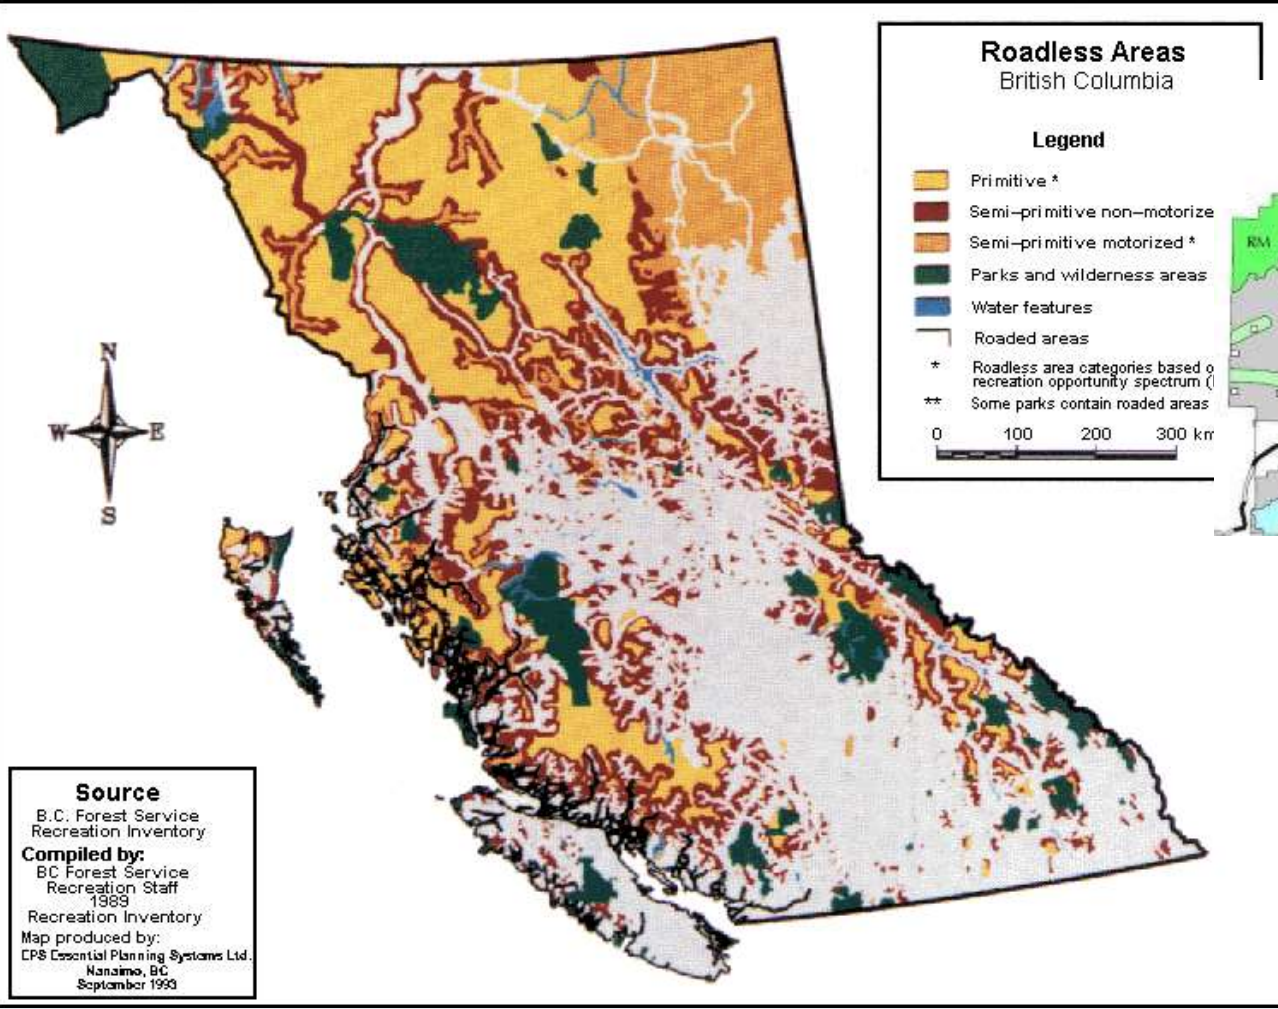 Roadless Areas
British Columbia
Legend
Primitive *
Semi-primitive non-motorize
Semi-primitive motorized *
Parks and wilderness areas
Water features
Roaded areas
* Roadless area categories based o
recreation opportunity spectrum (
** Some parks contain roaded areas
0 100 200 300 km
RM
N
W E
S
Source
B.C. Forest Service
Recreation Inventory
Compiled by:
BC Forest Service
Recreation Staff
1989
Recreation Inventory
Map produced by:
EPS Essential Planning Systems Ltd.
Nanaimo, BC
September 1993